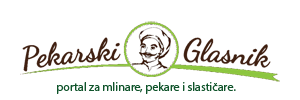 Pekarski Glasnik
portal za mlinare, pekare i slastičare.